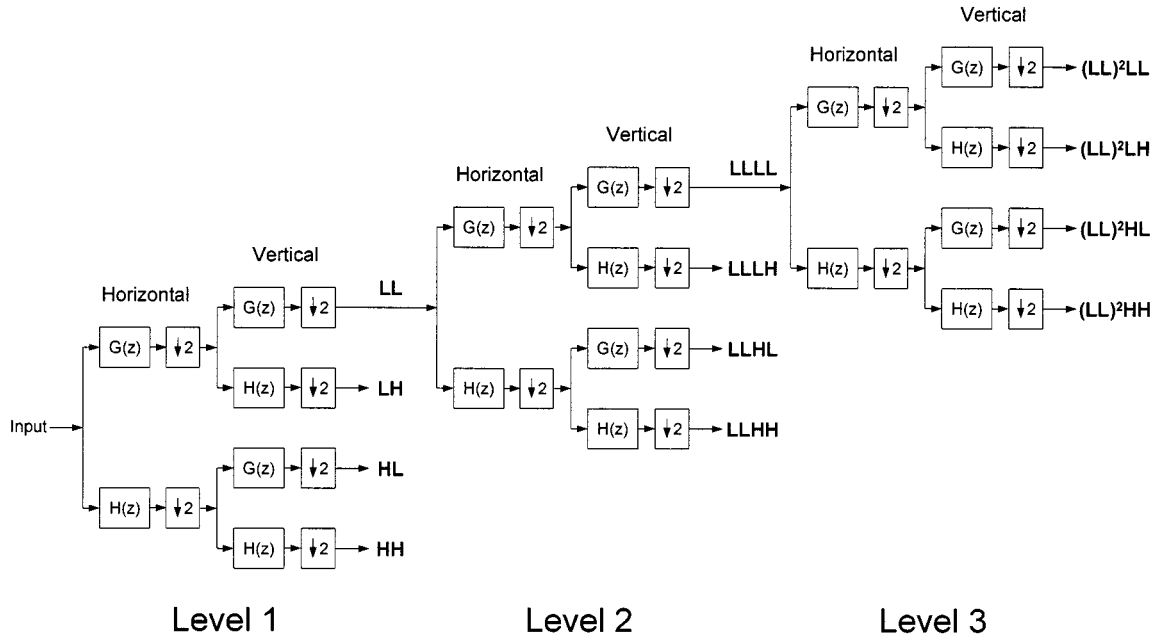 Vertical
Horizontal
G(z) ↓2 (LL)²LL
G(z) ↓2
H(z) ↓2 (LL)²LH
Vertical
Horizontal
G(z) ↓2 LLLL
G(z) ↓2
H(z) ↓2 LLLH
G(z) ↓2 (LL)²HL
H(z) ↓2
H(z) ↓2 (LL)²HH
Vertical
Horizontal
G(z) ↓2 LL
G(z) ↓2
H(z) ↓2 LH
G(z) ↓2 LLHL
H(z) ↓2
H(z) ↓2 LLHH
Input
G(z) ↓2 HL
H(z) ↓2
H(z) ↓2 HH
Level 1
Level 2
Level 3